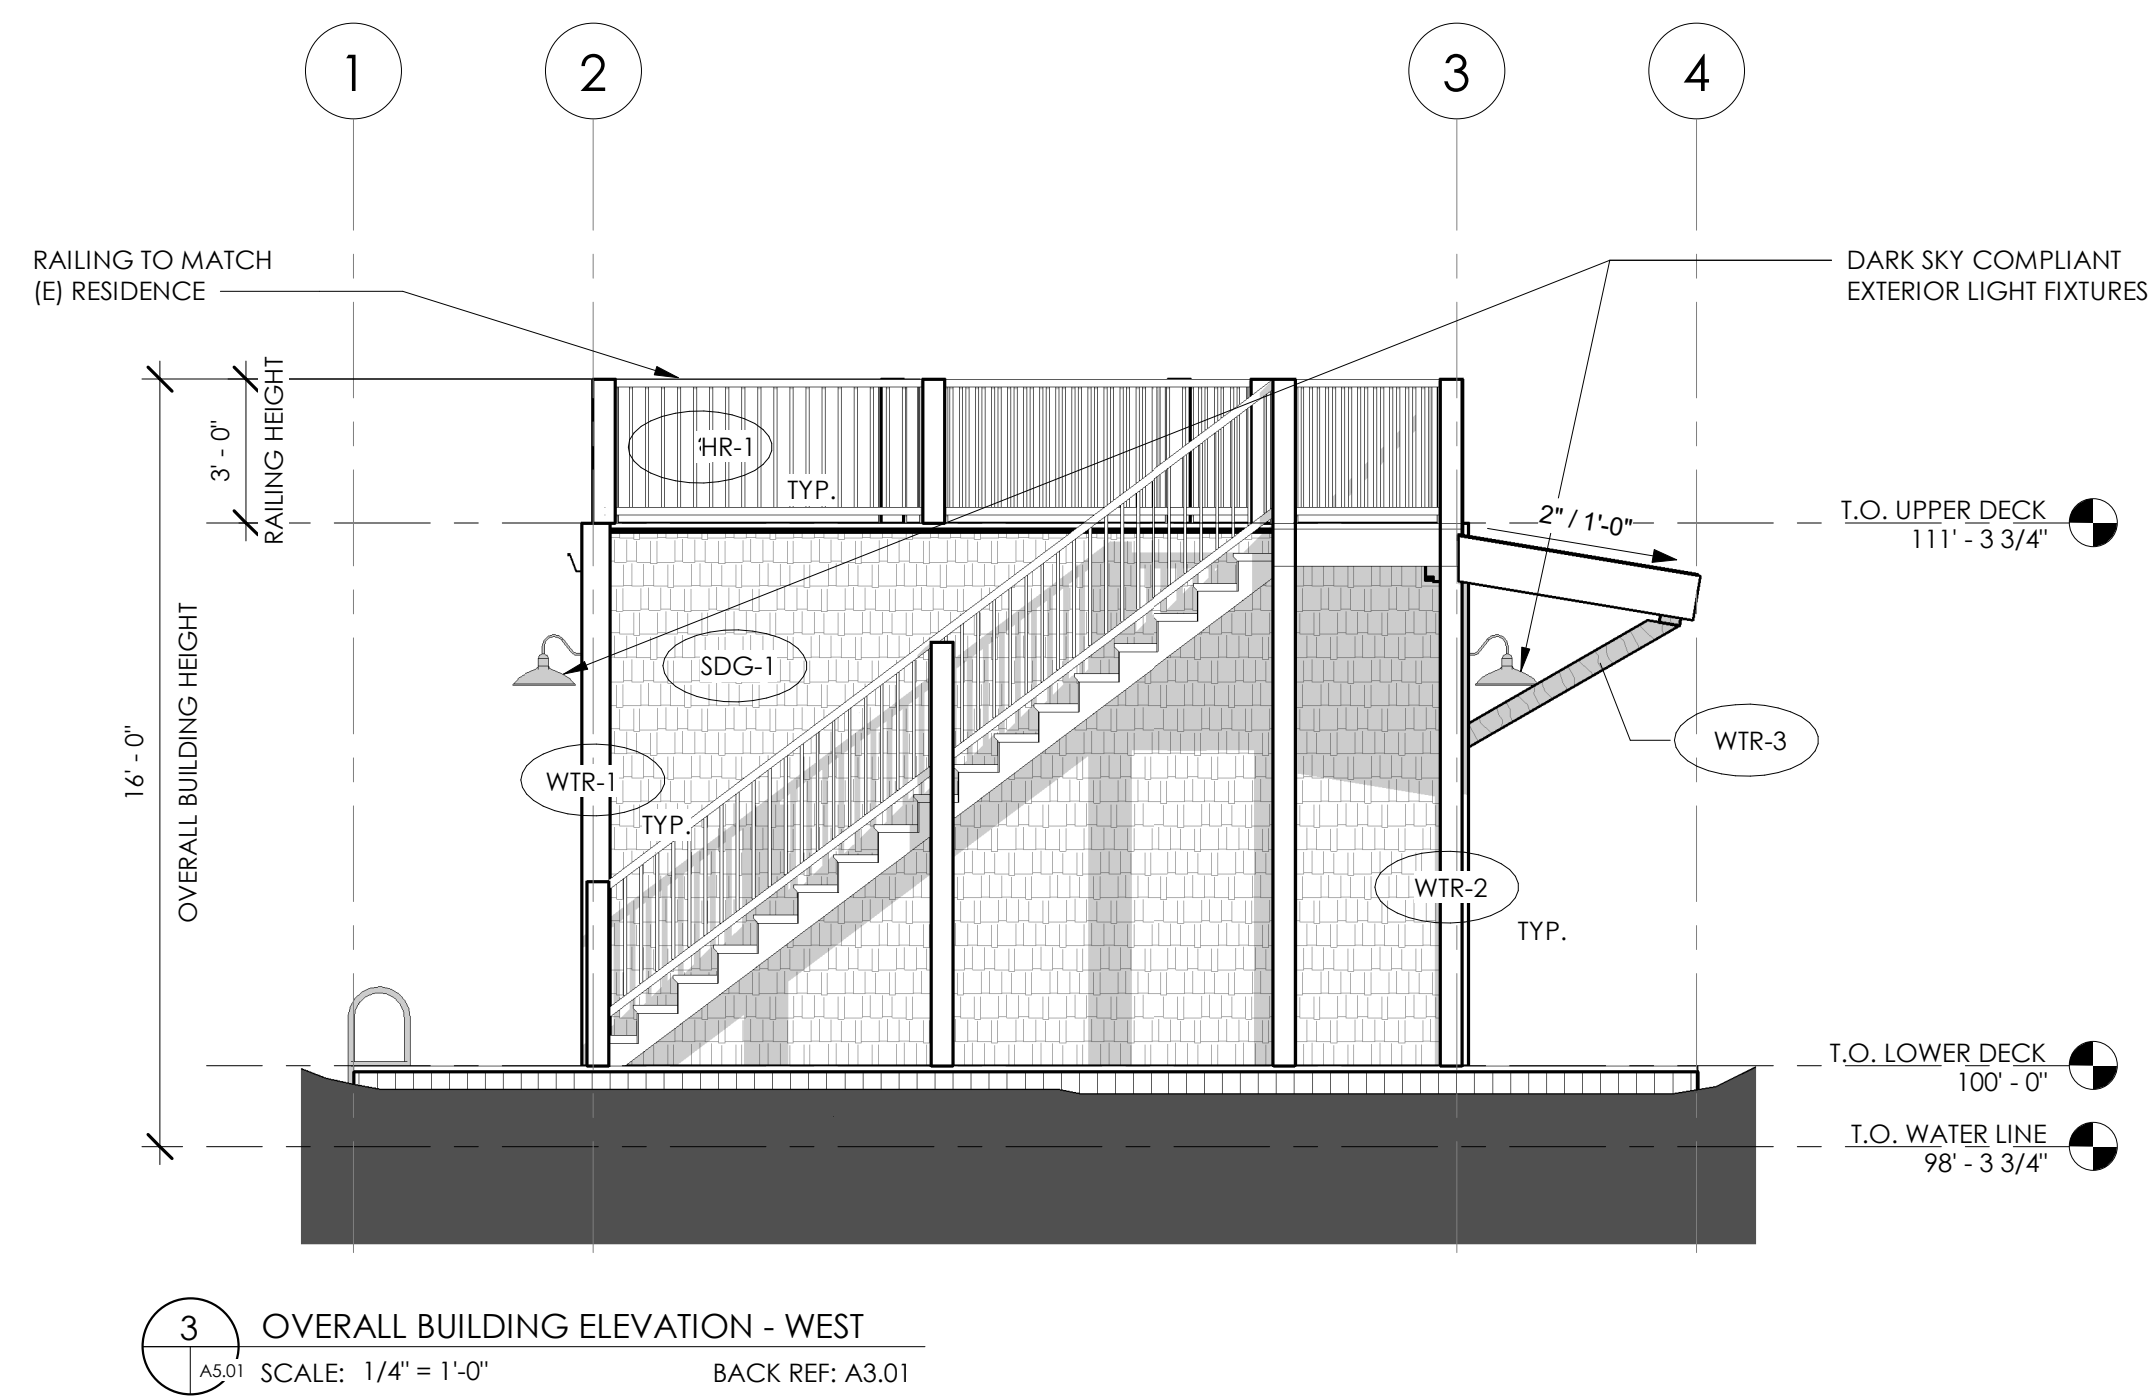 1
2
3
4
RAILING TO MATCH
(E) RESIDENCE
DARK SKY COMPLIANT
EXTERIOR LIGHT FIXTURES
3' - 0"
RAILING HEIGHT
HR-1
TYP.
2" / 1'-0"
T.O. UPPER DECK
111' - 3 3/4"
16' - 0"
OVERALL BUILDING HEIGHT
SDG-1
WTR-1
TYP.
WTR-3
WTR-2
TYP.
T.O. LOWER DECK
100' - 0"
T.O. WATER LINE
98' - 3 3/4"
3
A5.01
OVERALL BUILDING ELEVATION - WEST
SCALE: 1/4" = 1'-0"
BACK REF: A3.01